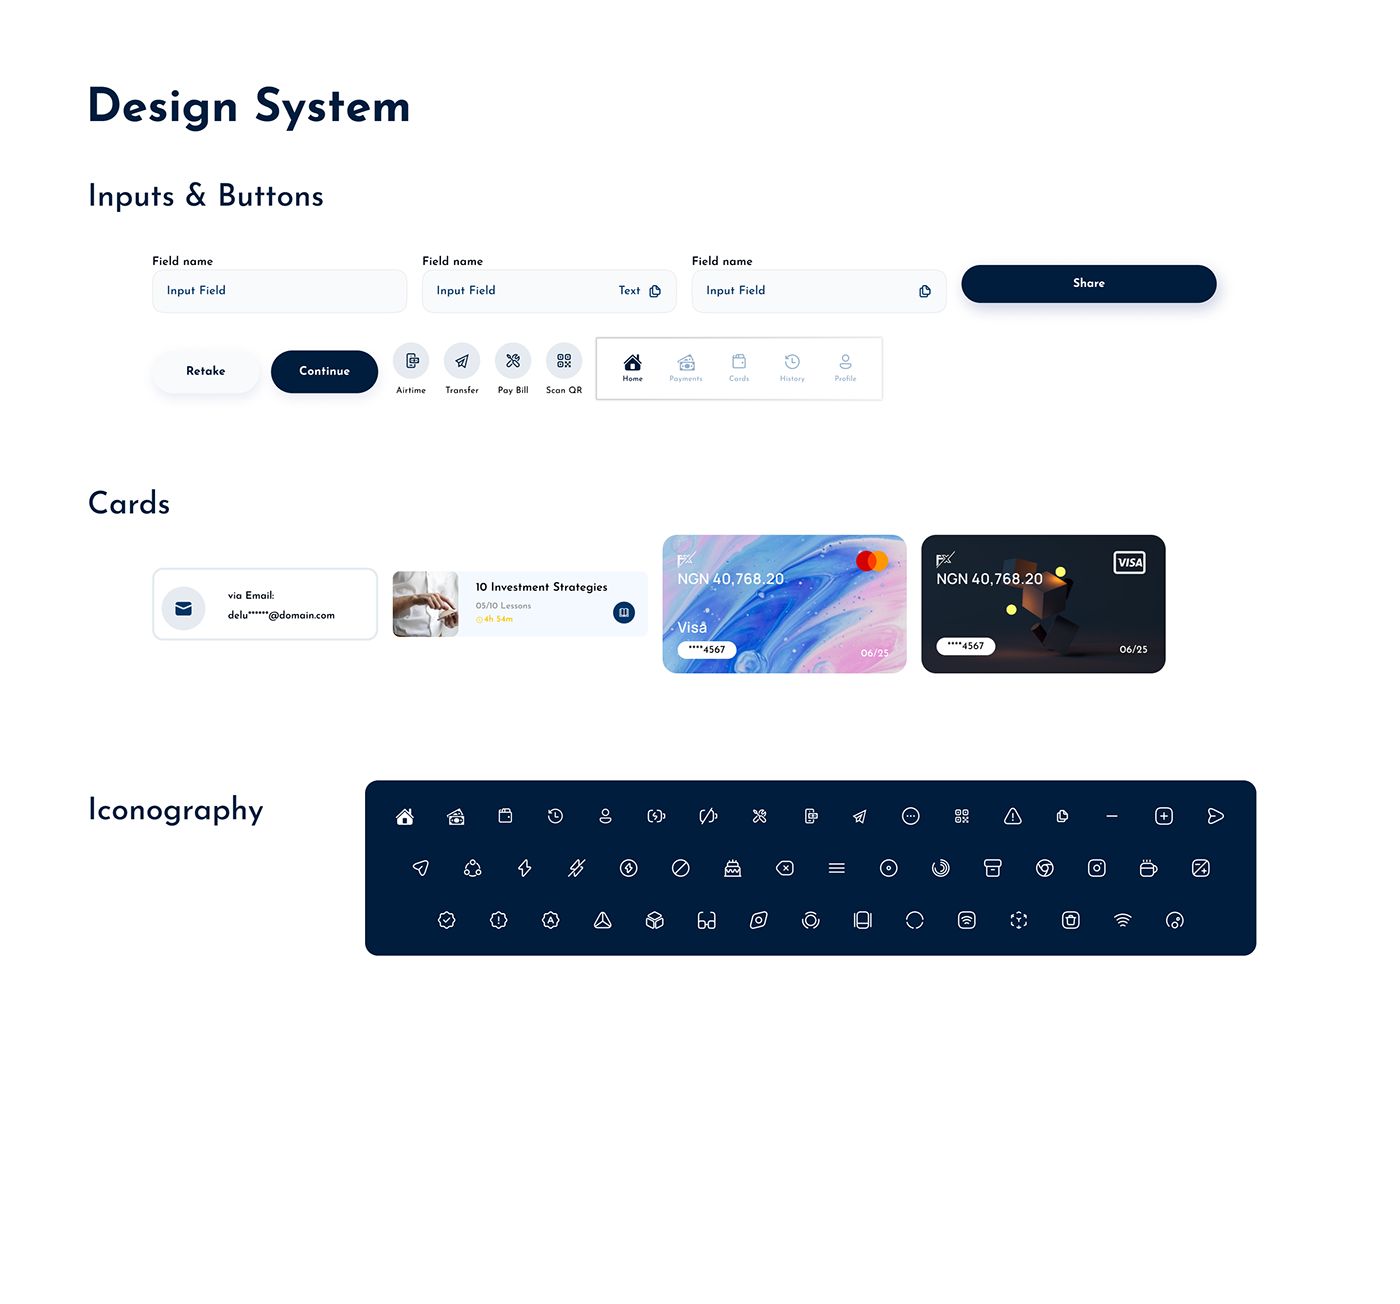 Design System
Inputs & Buttons
Field name
Input Field
Field name
Input Field Text
Field name
Input Field
Share
Retake
Continue
Airtime
Transfer
Pay Bill
Scan QR
Home
Payments
Cards
History
Profile
Cards
via Email:
delu******@domain.com
10 Investment Strategies
05/10 Lessons
4h 54m
FX
NGN 40,768.20
Visa
****4567
06/25
FX
VISA
NGN 40,768.20
****4567
06/25
Iconography